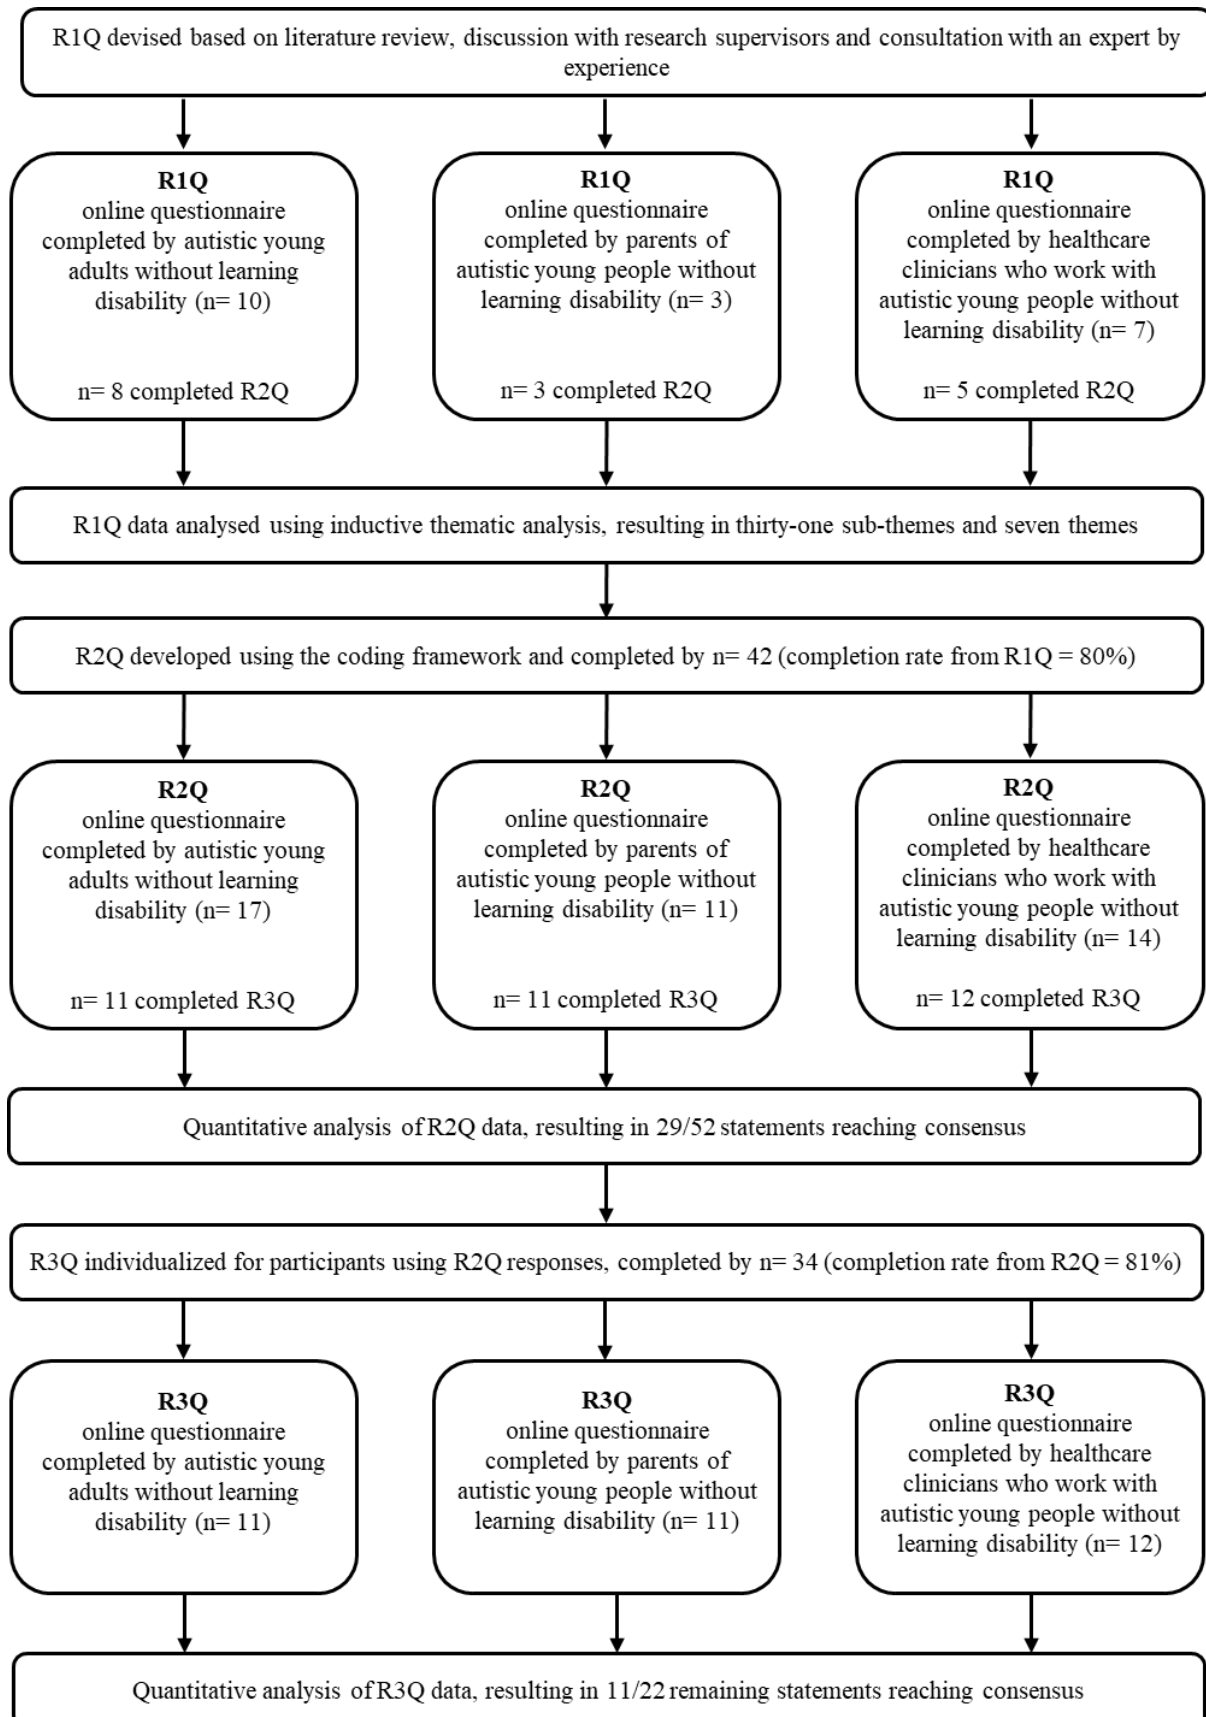 R1Q devised based on literature review, discussion with research supervisors and consultation with an expert by
experience
R1Q
online questionnaire
completed by autistic young
adults without learning
disability (n= 10)
n= 8 completed R2Q
R1Q
online questionnaire
completed by parents of
autistic young people without
learning disability (n= 3)
n= 3 completed R2Q
R1Q
online questionnaire
completed by healthcare
clinicians who work with
autistic young people without
learning disability (n= 7)
n= 5 completed R2Q
R1Q data analysed using inductive thematic analysis, resulting in thirty-one sub-themes and seven themes
R2Q developed using the coding framework and completed by n= 42 (completion rate from R1Q = 80%)
R2Q
online questionnaire
completed by autistic young
adults without learning
disability (n= 17)
n= 11 completed R3Q
R2Q
online questionnaire
completed by parents of
autistic young people without
learning disability (n= 11)
n= 11 completed R3Q
R2Q
online questionnaire
completed by healthcare
clinicians who work with
autistic young people without
learning disability (n= 14)
n= 12 completed R3Q
Quantitative analysis of R2Q data, resulting in 29/52 statements reaching consensus
R3Q individualized for participants using R2Q responses, completed by n= 34 (completion rate from R2Q = 81%)
R3Q
online questionnaire
completed by autistic young
adults without learning
disability (n= 11)
R3Q
online questionnaire
completed by parents of
autistic young people without
learning disability (n= 11)
R3Q
online questionnaire
completed by healthcare
clinicians who work with
autistic young people without
learning disability (n= 12)
Quantitative analysis of R3Q data, resulting in 11/22 remaining statements reaching consensus